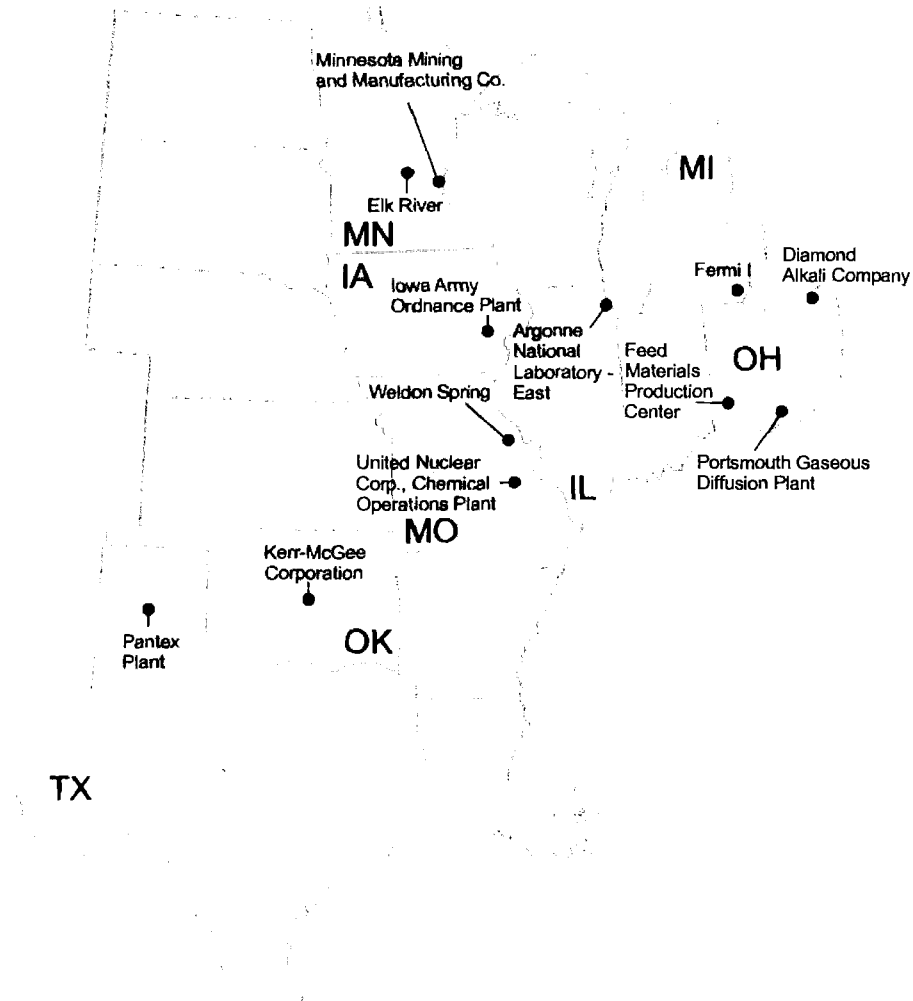 Minnesota Mining
and Manufacturing Co.
MI
Elk River
MN
Diamond
Alkali Company
Fermi I
IA
Iowa Army
Ordnance Plant
Argonne
National
Laboratory -
East
Feed
Materials
Production
Center
OH
Weldon Spring
United Nuclear
Corp., Chemical
Operations Plant
Portsmouth Gaseous
Diffusion Plant
IL
MO
Kerr-McGee
Corporation
OK
Pantex
Plant
TX